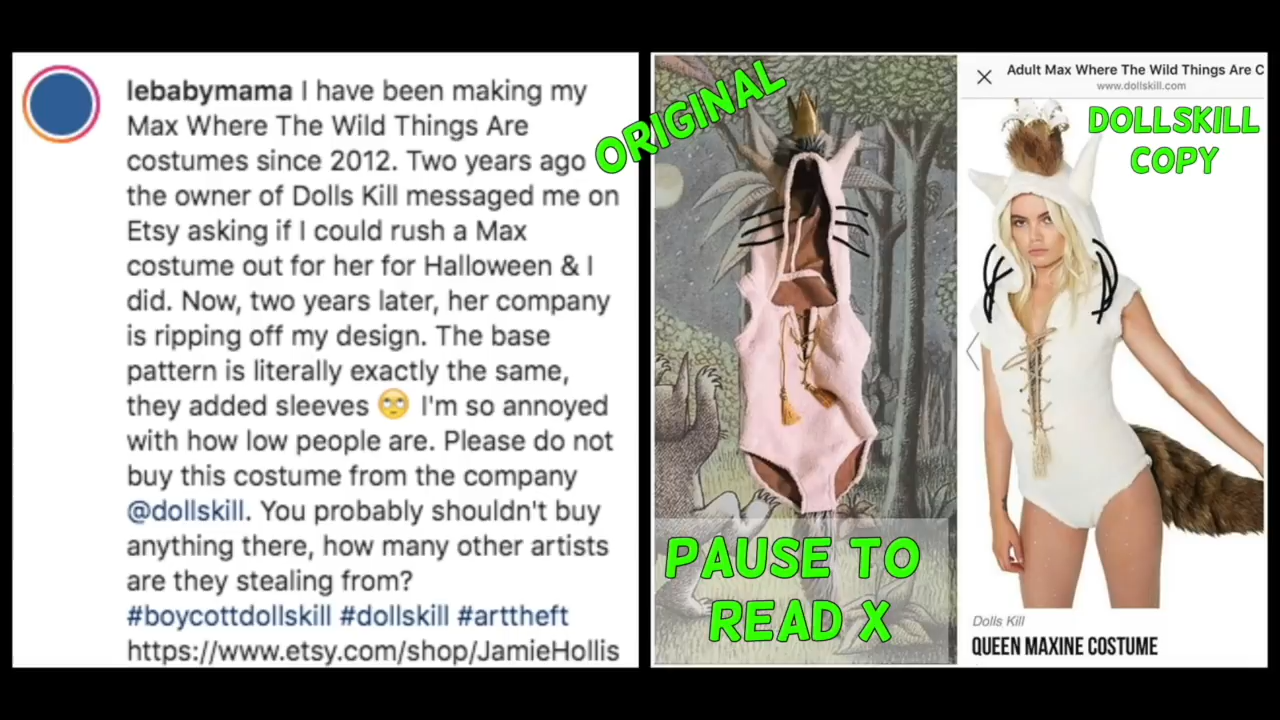 lebabymama I have been making my
Max Where The Wild Things Are
costumes since 2012. Two years ago
the owner of Dolls Kill messaged me on
Etsy asking if I could rush a Max
costume out for her for Halloween & I
did. Now, two years later, her company
is ripping off my design. The base
pattern is literally exactly the same,
they added sleeves 🙄 I'm so annoyed
with how low people are. Please do not
buy this costume from the company
@dollskill. You probably shouldn't buy
anything there, how many other artists
are they stealing from?
#boycottdollskill #dollskill #arttheft
https://www.etsy.com/shop/JamieHollis
ORIGINAL
PAUSE TO
READ X
Adult Max Where The Wild Things Are C
www.dollskill.com
DOLLSKILL
COPY
Dolls Kill
QUEEN MAXINE COSTUME